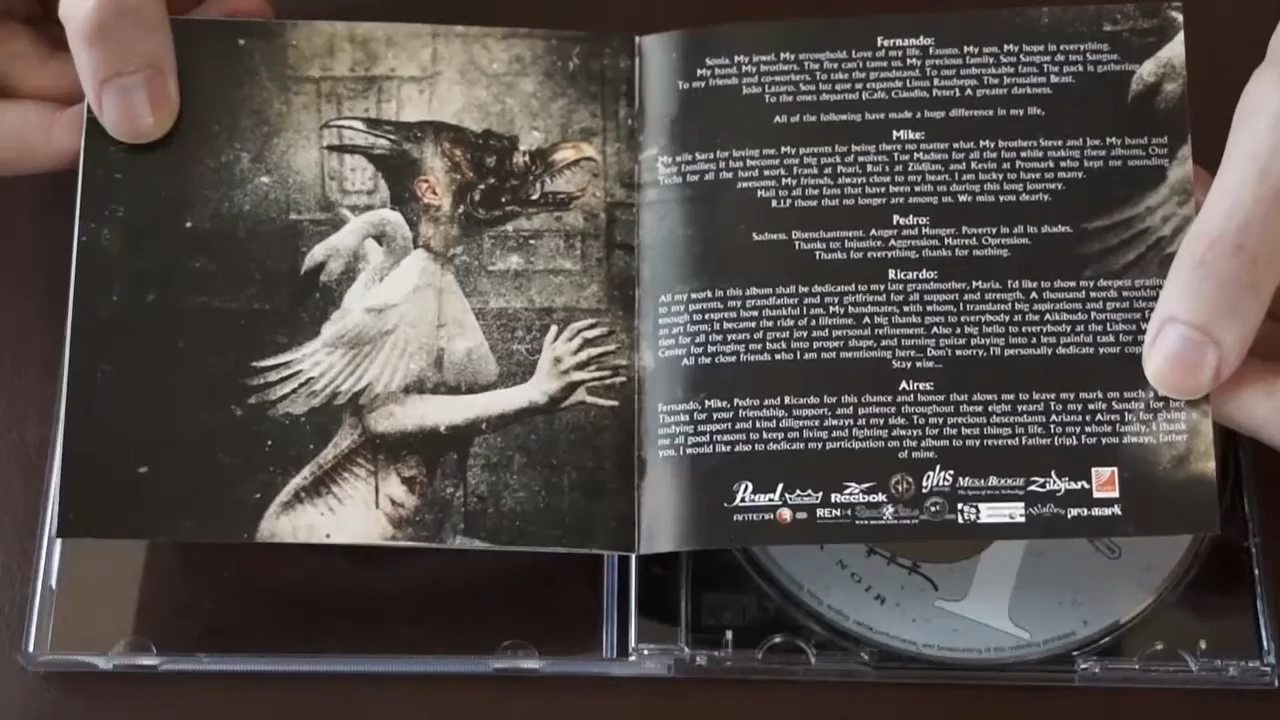 Fernando:
Sonia. My jewel. My stronghold. Love of my life. Fausto. My son. My hope in everything.
My band. My brothers. The fire can't tame us. My precious family. Sou Sangue de teu Sangue.
To my friends and co-workers. To take the grandstand. To our unbreakable fans. The pack is gathering
João Lázaro. Sou luz que se expande Linus Raudsepp. The Jerusalem Beast.
To the ones departed (Café, Cláudio, Peter). A greater darkness.
All of the following have made a huge difference in my life,
Mike:
My wife Sara for loving me. My parents for being there no matter what. My brothers Steve and Joe. My band and
their families; it has become one big pack of wolves. Tue Madsen for all the fun while making these albums, Our
Techs for all the hard work. Frank at Pearl, Rui's at Zildjian, and Kevin at Promark who kept me sounding
awesome. My friends, always close to my heart. I am lucky to have so many.
Hail to all the fans that have been with us during this long journey.
R.I.P those that no longer are among us. We miss you dearly.
Pedro:
Sadness. Disenchantment. Anger and Hunger. Poverty in all its shades.
Thanks to: Injustice. Aggression. Hatred. Opression.
Thanks for everything, thanks for nothing.
Ricardo:
All my work in this album shall be dedicated to my late grandmother, Maria. I'd like to show my deepest
to my parents, my grandfather and my girlfriend for all support and strength. A thousand words wouldn'
enough to express how thankful I am. My bandmates, with whom, I translated big aspirations and great ideas
an art form; it became the ride of a lifetime. A big thanks goes to everybody at the Aikibudo Portuguese
tion for all the years of great joy and personal refinement. Also a big hello to everybody at the Lisboa
Center for bringing me back into proper shape, and turning guitar playing into a less painful task for
All the close friends who I am not mentioning here... Don't worry, I'll personally dedicate your
Stay wise...
Aires:
Fernando, Mike, Pedro and Ricardo for this chance and honor that allows me to leave my mark on such a
Thanks for your friendship, support, and patience throughout these eight years! To my wife Sandra for her
undying support and kind diligence always at my side. To my precious descendants Ariana e Aires Jr, for giving
me all good reasons to keep on living and fighting always for the best things in life. To my whole family, I thank
you. I would like also to dedicate my participation on the album to my revered Father (rip). For you always, father
of mine.
Pearl Reebok ghs MESA/BOOGIE Zildjian
ANTENA 3 REN pro-mark
NOIR